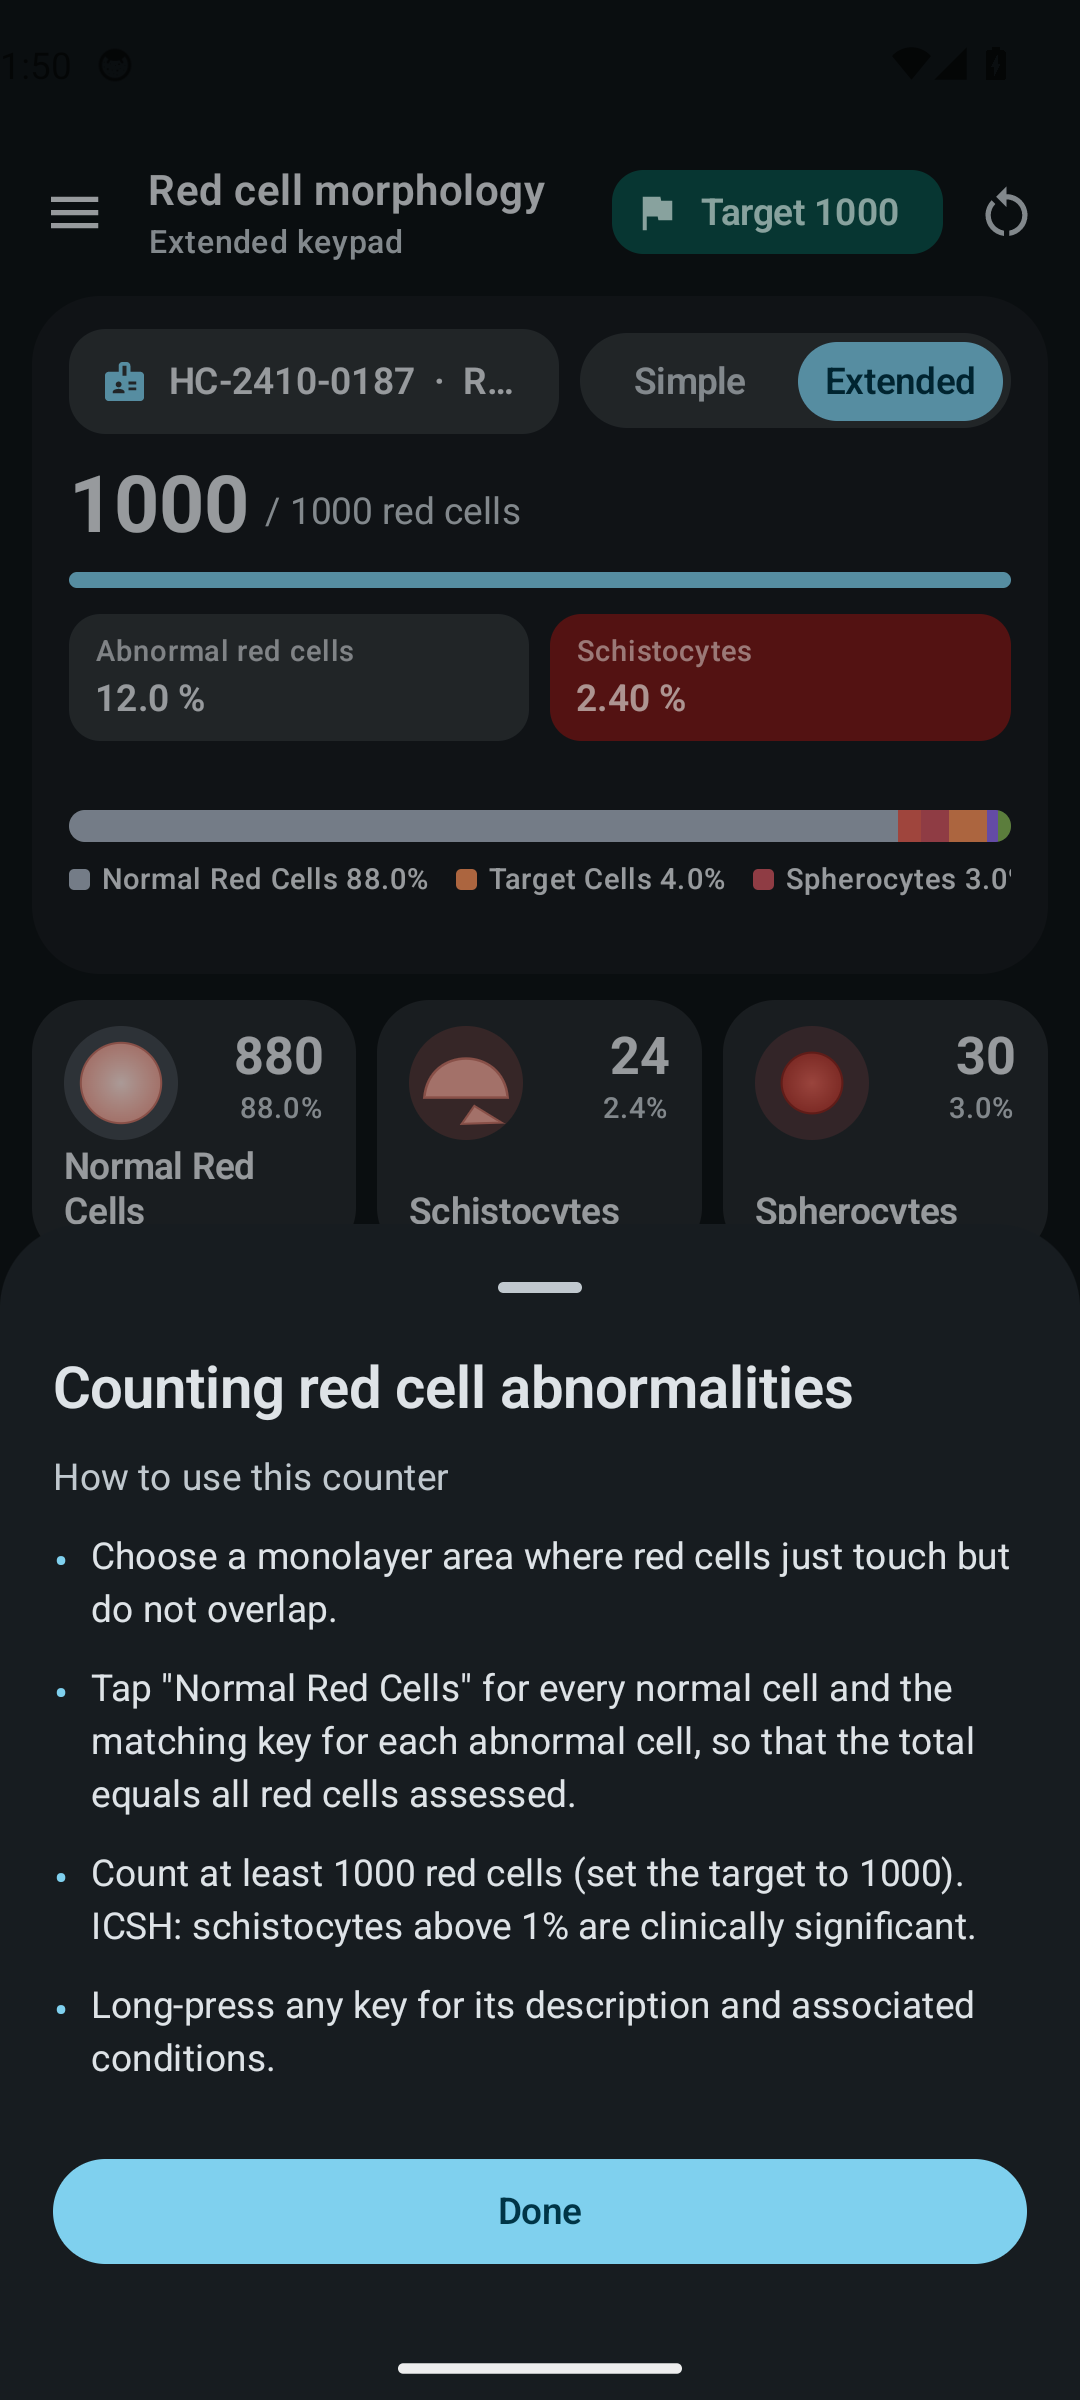 1:50
Red cell morphology
Extended keypad
Target 1000
HC-2410-0187 · R...
Simple
Extended
1000 / 1000 red cells
Abnormal red cells
12.0 %
Schistocytes
2.40 %
Normal Red Cells 88.0%
Target Cells 4.0%
Spherocytes 3.0
880
88.0%
Normal Red
Cells
24
2.4%
Schistocytes
30
3.0%
Spherocytes
Counting red cell abnormalities
How to use this counter
• Choose a monolayer area where red cells just touch but
do not overlap.
• Tap "Normal Red Cells" for every normal cell and the
matching key for each abnormal cell, so that the total
equals all red cells assessed.
• Count at least 1000 red cells (set the target to 1000).
ICSH: schistocytes above 1% are clinically significant.
• Long-press any key for its description and associated
conditions.
Done